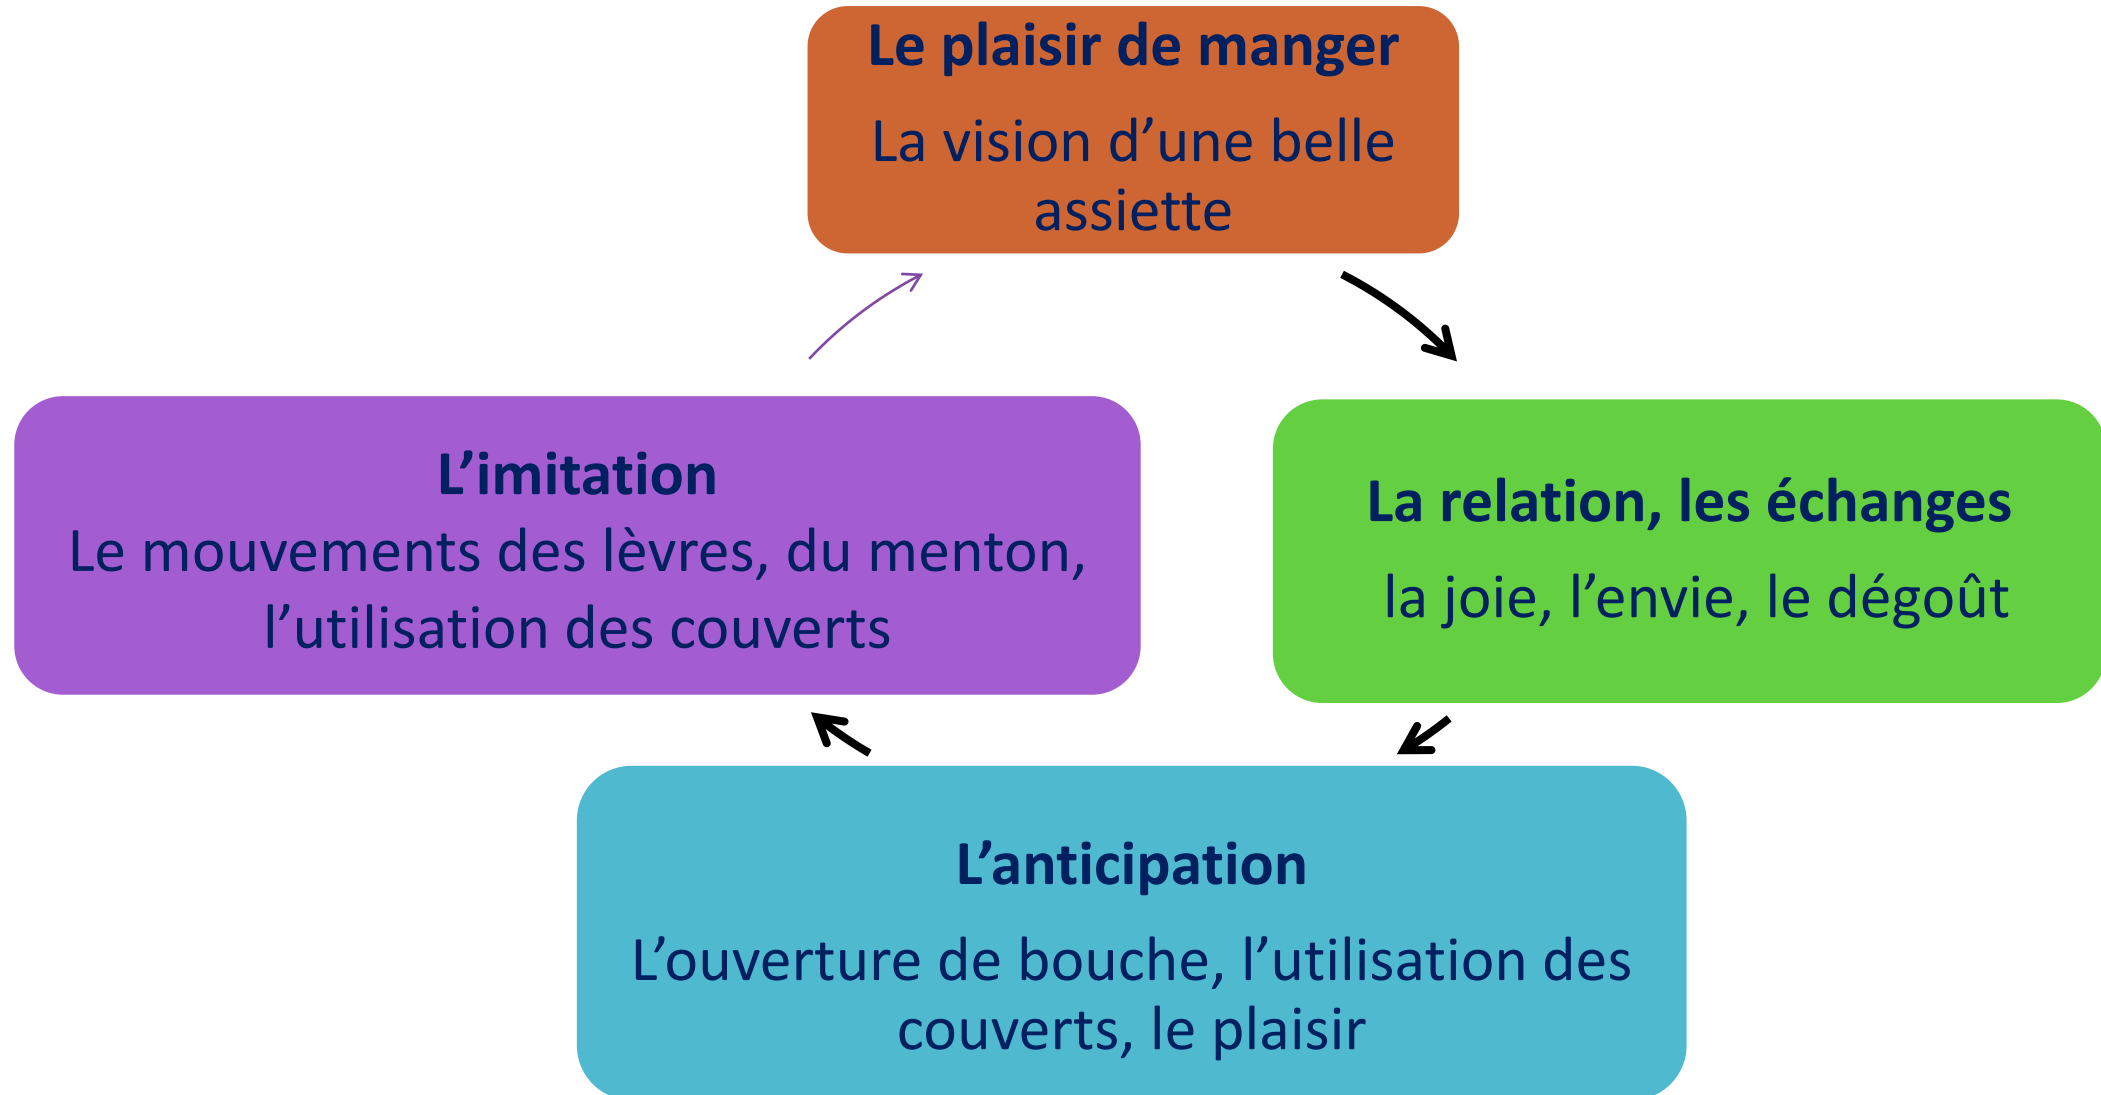 Le plaisir de manger
La vision d’une belle
assiette
L’imitation
Le mouvements des lèvres, du menton,
l’utilisation des couverts
La relation, les échanges
la joie, l’envie, le dégoût
L’anticipation
L’ouverture de bouche, l’utilisation des
couverts, le plaisir